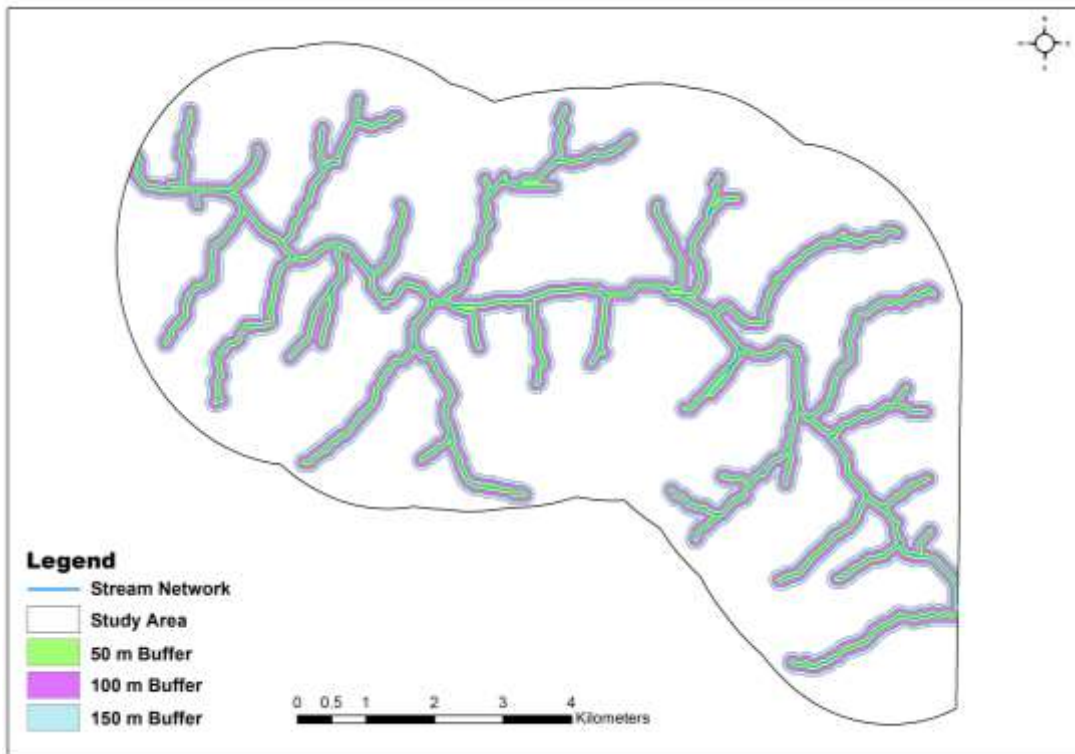 Legend
Stream Network
Study Area
50 m Buffer
100 m Buffer
150 m Buffer
0 0.5 1 2 3 4
Kilometers